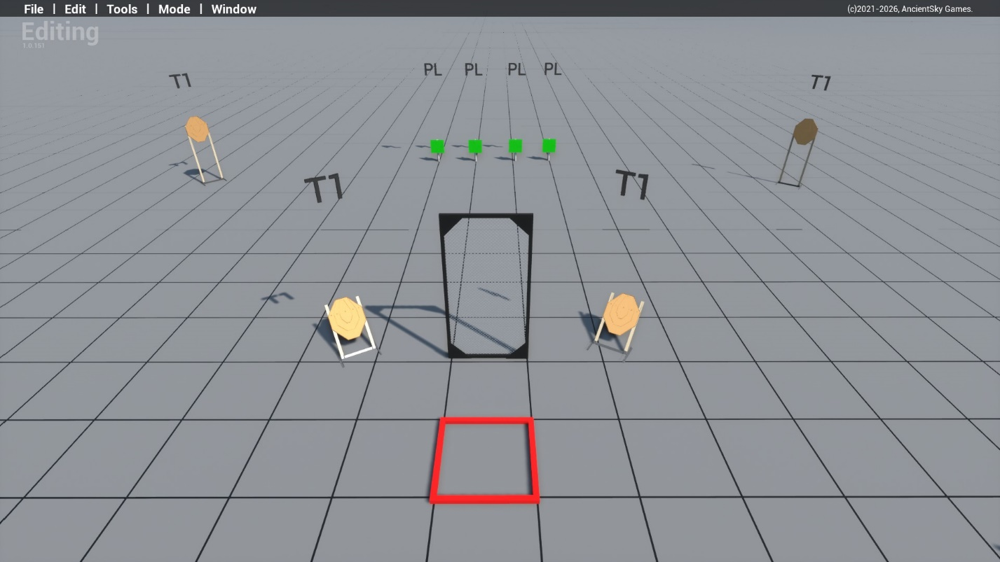 File | Edit | Tools | Mode | Window
(c)2021-2026, AncientSky Games.
Editing
1.0.151
PL PL PL PL
T1 T1
T1 T1